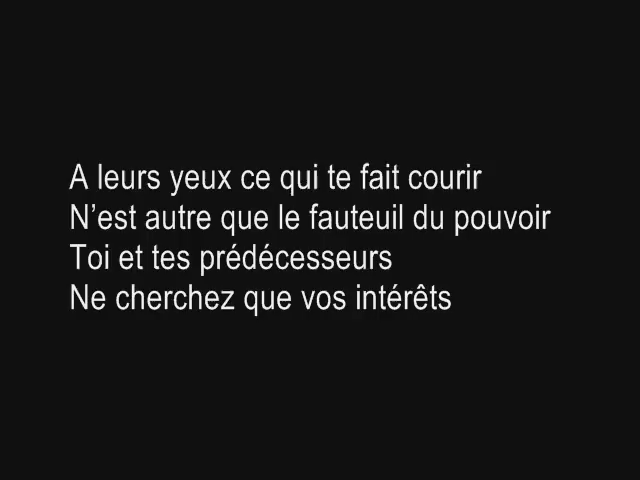 A leurs yeux ce qui te fait courir
N’est autre que le fauteuil du pouvoir
Toi et tes prédécesseurs
Ne cherchez que vos intérêts